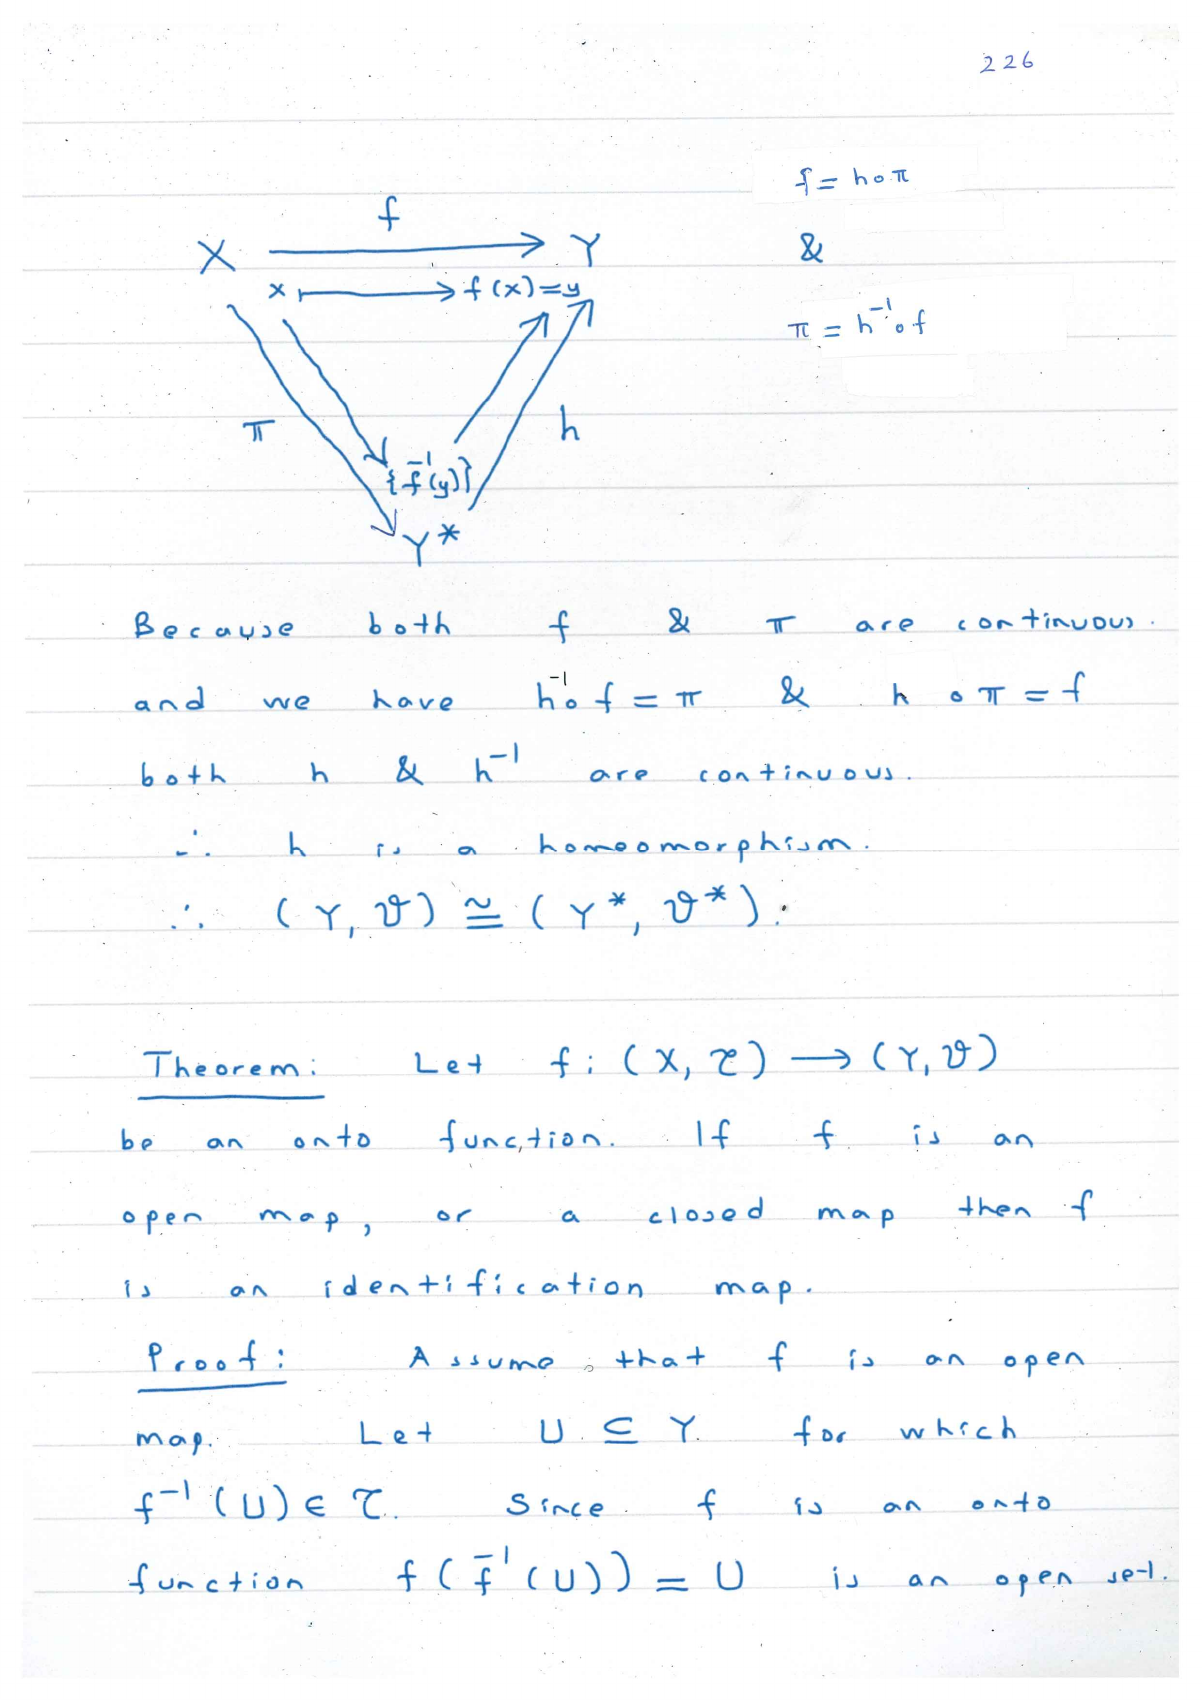 226
f = h∘π
f
X ⟶ Y
&
x ⟼ f(x)=y
π = h⁻¹∘f
π
h
{f⁻¹(y)}
Y*
Because both f & π are continuous.
and we have h⁻¹∘f = π & h∘π = f
both h & h⁻¹ are continuous.
∴ h is a homeomorphism.
∴ (Y, ϑ) ≅ (Y*, ϑ*).
Theorem: Let f : (X, τ) ⟶ (Y, ϑ)
be an onto function. If f is an
open map, or a closed map then f
is an identification map.
Proof: Assume that f is an open
map. Let U ⊆ Y for which
f⁻¹(U) ∈ τ. Since f is an onto
function f(f⁻¹(U)) = U is an open set.